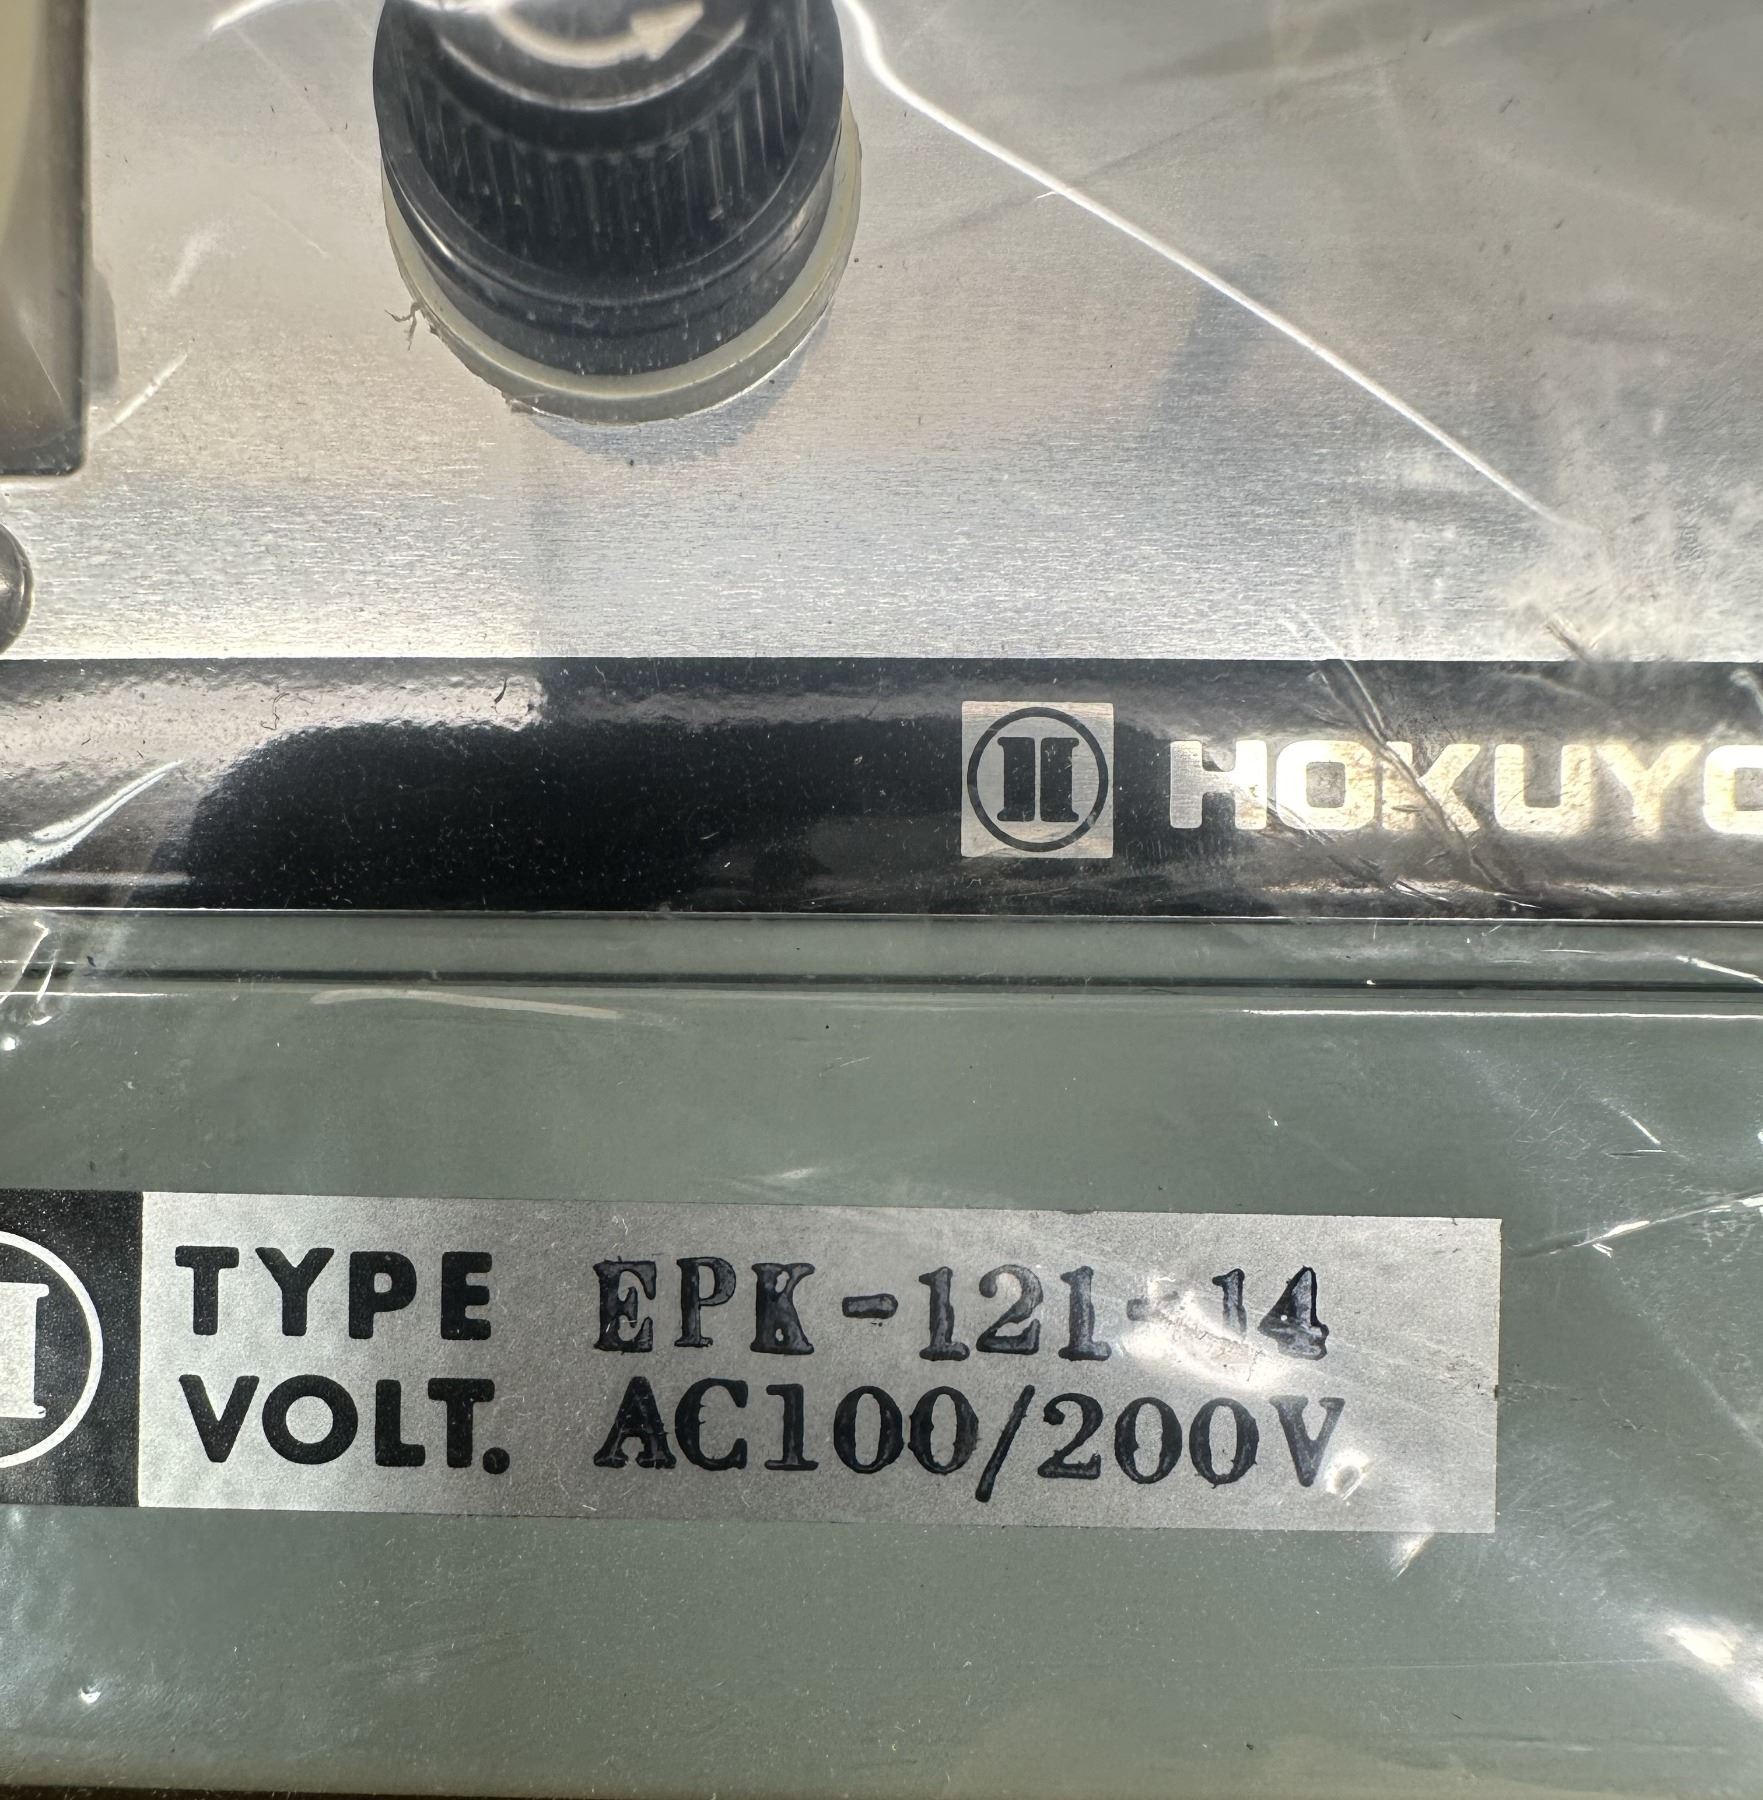 HOKUYO
TYPE EPK-121-14
VOLT. AC100/200V